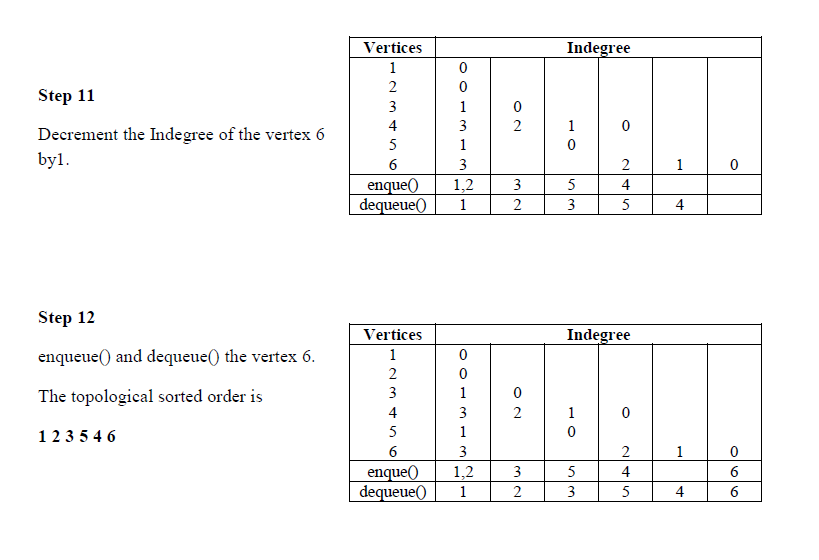 Step 11
Decrement the Indegree of the vertex 6
by1.
Vertices Indegree
1 0
2 0
3 1 0
4 3 2 1 0
5 1 0
6 3 2 1 0
enque() 1,2 3 5 4
dequeue() 1 2 3 5 4
Step 12
enqueue() and dequeue() the vertex 6.
The topological sorted order is
1 2 3 5 4 6
Vertices Indegree
1 0
2 0
3 1 0
4 3 2 1 0
5 1 0
6 3 2 1 0
enque() 1,2 3 5 4 6
dequeue() 1 2 3 5 4 6